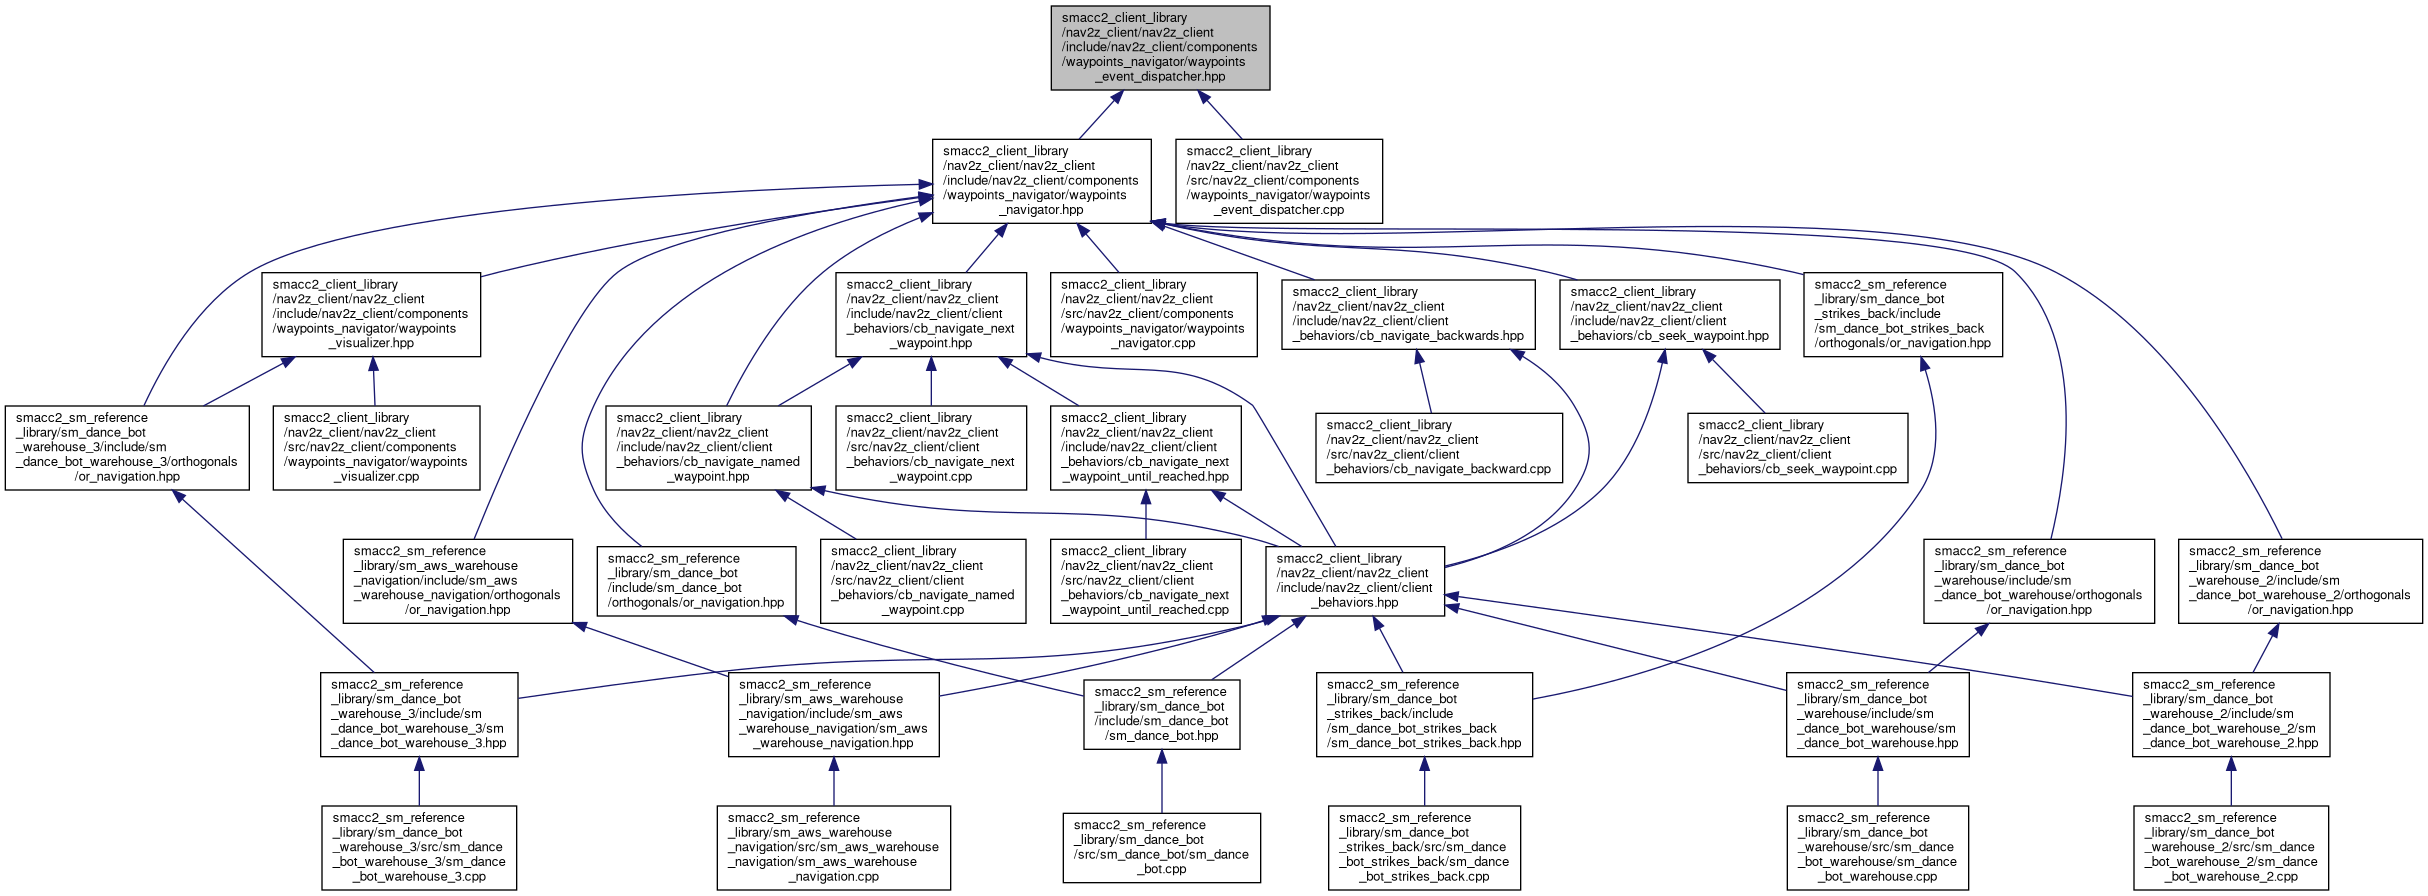 smacc2_client_library
/nav2z_client/nav2z_client
/include/nav2z_client/components
/waypoints_navigator/waypoints
_event_dispatcher.hpp
smacc2_client_library
/nav2z_client/nav2z_client
/include/nav2z_client/components
/waypoints_navigator/waypoints
_navigator.hpp
smacc2_client_library
/nav2z_client/nav2z_client
/src/nav2z_client/components
/waypoints_navigator/waypoints
_event_dispatcher.cpp
smacc2_client_library
/nav2z_client/nav2z_client
/include/nav2z_client/components
/waypoints_navigator/waypoints
_visualizer.hpp
smacc2_client_library
/nav2z_client/nav2z_client
/include/nav2z_client/client
_behaviors/cb_navigate_next
_waypoint.hpp
smacc2_client_library
/nav2z_client/nav2z_client
/src/nav2z_client/components
/waypoints_navigator/waypoints
_navigator.cpp
smacc2_client_library
/nav2z_client/nav2z_client
/include/nav2z_client/client
_behaviors/cb_navigate_backwards.hpp
smacc2_client_library
/nav2z_client/nav2z_client
/include/nav2z_client/client
_behaviors/cb_seek_waypoint.hpp
smacc2_sm_reference
_library/sm_dance_bot
_strikes_back/include
/sm_dance_bot_strikes_back
/orthogonals/or_navigation.hpp
smacc2_sm_reference
_library/sm_dance_bot
_warehouse_3/include/sm
_dance_bot_warehouse_3/orthogonals
/or_navigation.hpp
smacc2_client_library
/nav2z_client/nav2z_client
/src/nav2z_client/components
/waypoints_navigator/waypoints
_visualizer.cpp
smacc2_client_library
/nav2z_client/nav2z_client
/include/nav2z_client/client
_behaviors/cb_navigate_named
_waypoint.hpp
smacc2_client_library
/nav2z_client/nav2z_client
/src/nav2z_client/client
_behaviors/cb_navigate_next
_waypoint.cpp
smacc2_client_library
/nav2z_client/nav2z_client
/include/nav2z_client/client
_behaviors/cb_navigate_next
_waypoint_until_reached.hpp
smacc2_client_library
/nav2z_client/nav2z_client
/src/nav2z_client/client
_behaviors/cb_navigate_backward.cpp
smacc2_client_library
/nav2z_client/nav2z_client
/src/nav2z_client/client
_behaviors/cb_seek_waypoint.cpp
smacc2_sm_reference
_library/sm_aws_warehouse
_navigation/include/sm_aws
_warehouse_navigation/orthogonals
/or_navigation.hpp
smacc2_sm_reference
_library/sm_dance_bot
/include/sm_dance_bot
/orthogonals/or_navigation.hpp
smacc2_client_library
/nav2z_client/nav2z_client
/src/nav2z_client/client
_behaviors/cb_navigate_named
_waypoint.cpp
smacc2_client_library
/nav2z_client/nav2z_client
/src/nav2z_client/client
_behaviors/cb_navigate_next
_waypoint_until_reached.cpp
smacc2_client_library
/nav2z_client/nav2z_client
/include/nav2z_client/client
_behaviors.hpp
smacc2_sm_reference
_library/sm_dance_bot
_warehouse/include/sm
_dance_bot_warehouse/orthogonals
/or_navigation.hpp
smacc2_sm_reference
_library/sm_dance_bot
_warehouse_2/include/sm
_dance_bot_warehouse_2/orthogonals
/or_navigation.hpp
smacc2_sm_reference
_library/sm_dance_bot
_warehouse_3/include/sm
_dance_bot_warehouse_3/sm
_dance_bot_warehouse_3.hpp
smacc2_sm_reference
_library/sm_aws_warehouse
_navigation/include/sm_aws
_warehouse_navigation/sm_aws
_warehouse_navigation.hpp
smacc2_sm_reference
_library/sm_dance_bot
/include/sm_dance_bot
/sm_dance_bot.hpp
smacc2_sm_reference
_library/sm_dance_bot
_strikes_back/include
/sm_dance_bot_strikes_back
/sm_dance_bot_strikes_back.hpp
smacc2_sm_reference
_library/sm_dance_bot
_warehouse/include/sm
_dance_bot_warehouse/sm
_dance_bot_warehouse.hpp
smacc2_sm_reference
_library/sm_dance_bot
_warehouse_2/include/sm
_dance_bot_warehouse_2/sm
_dance_bot_warehouse_2.hpp
smacc2_sm_reference
_library/sm_dance_bot
_warehouse_3/src/sm_dance
_bot_warehouse_3/sm_dance
_bot_warehouse_3.cpp
smacc2_sm_reference
_library/sm_aws_warehouse
_navigation/src/sm_aws_warehouse
_navigation/sm_aws_warehouse
_navigation.cpp
smacc2_sm_reference
_library/sm_dance_bot
/src/sm_dance_bot/sm_dance
_bot.cpp
smacc2_sm_reference
_library/sm_dance_bot
_strikes_back/src/sm_dance
_bot_strikes_back/sm_dance
_bot_strikes_back.cpp
smacc2_sm_reference
_library/sm_dance_bot
_warehouse/src/sm_dance
_bot_warehouse/sm_dance
_bot_warehouse.cpp
smacc2_sm_reference
_library/sm_dance_bot
_warehouse_2/src/sm_dance
_bot_warehouse_2/sm_dance
_bot_warehouse_2.cpp